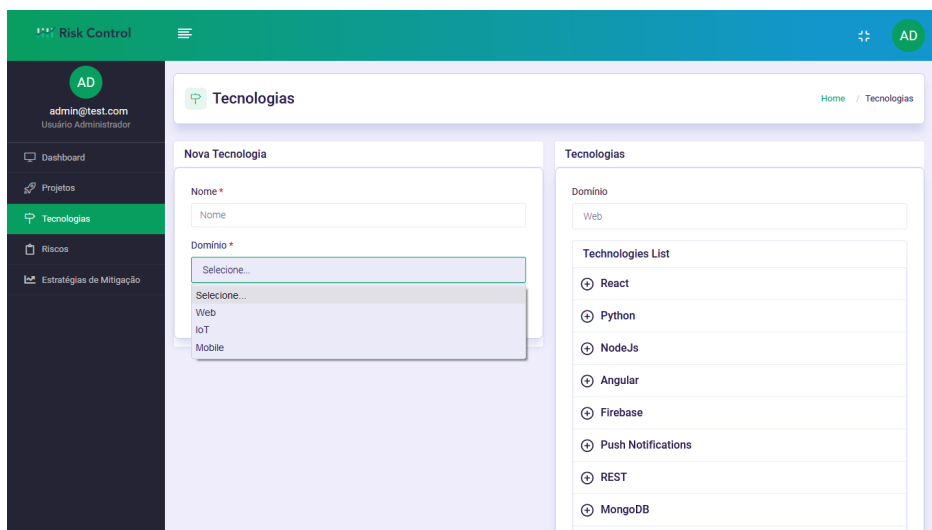 Risk Control
AD
AD
admin@test.com
Usuário Administrador
Dashboard
Projetos
Tecnologias
Riscos
Estratégias de Mitigação
Tecnologias
Home / Tecnologias
Nova Tecnologia
Nome *
Nome
Domínio *
Selecione...
Selecione...
Web
IoT
Mobile
Tecnologias
Domínio
Web
Technologies List
React
Python
NodeJs
Angular
Firebase
Push Notifications
REST
MongoDB